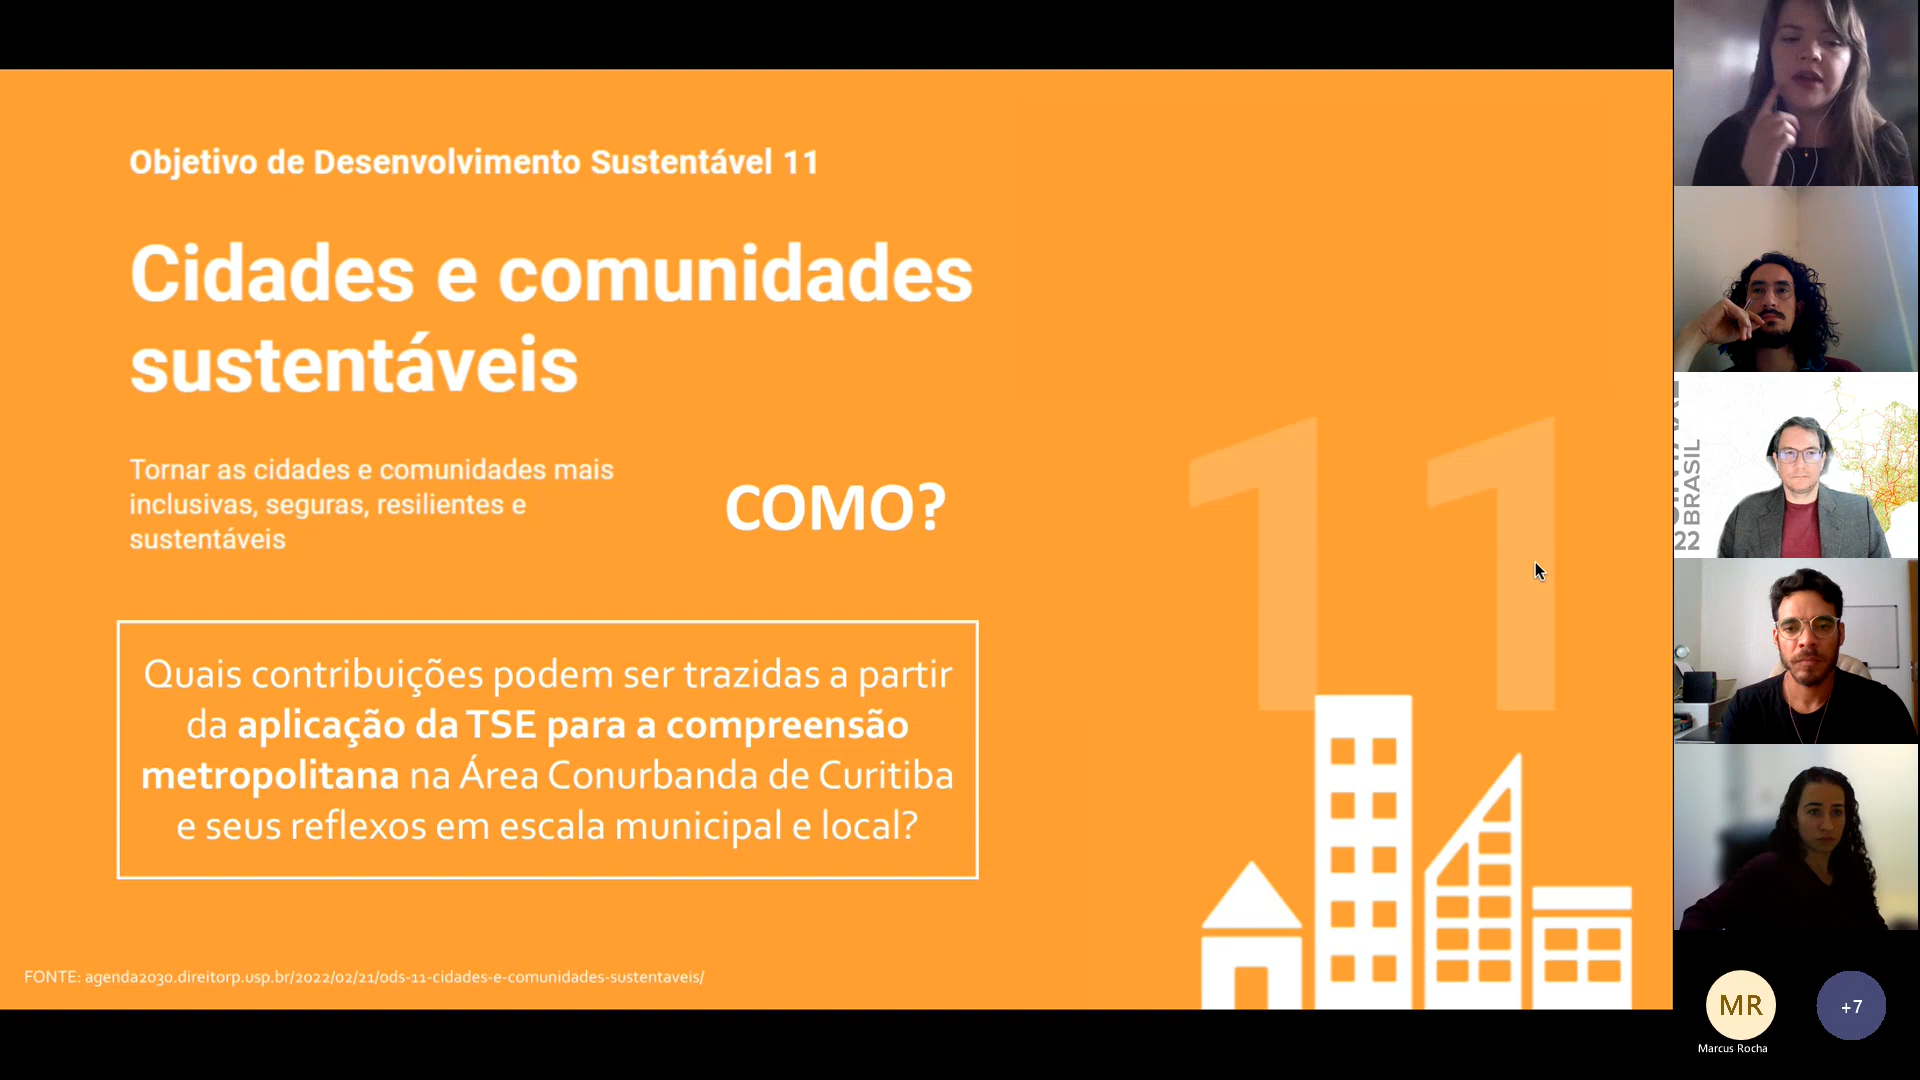 Objetivo de Desenvolvimento Sustentável 11
Cidades e comunidades
sustentáveis
Tornar as cidades e comunidades mais
inclusivas, seguras, resilientes e
sustentáveis
COMO?
11
Quais contribuições podem ser trazidas a partir
da aplicação da TSE para a compreensão
metropolitana na Área Conurbanda de Curitiba
e seus reflexos em escala municipal e local?
FONTE: agenda2030.direitorp.usp.br/2022/02/21/ods-11-cidades-e-comunidades-sustentaveis/
22 BRASIL
MR
Marcus Rocha
+7